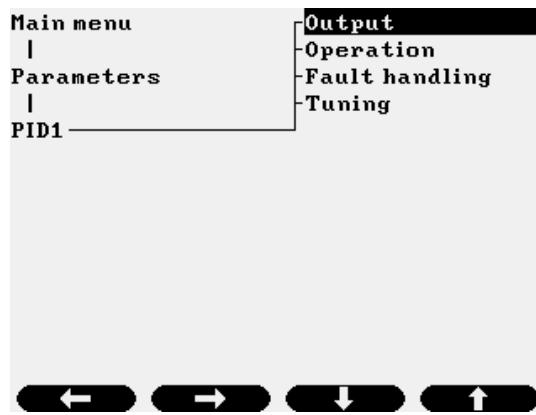 Main menu
Parameters
PID1
Output
Operation
Fault handling
Tuning